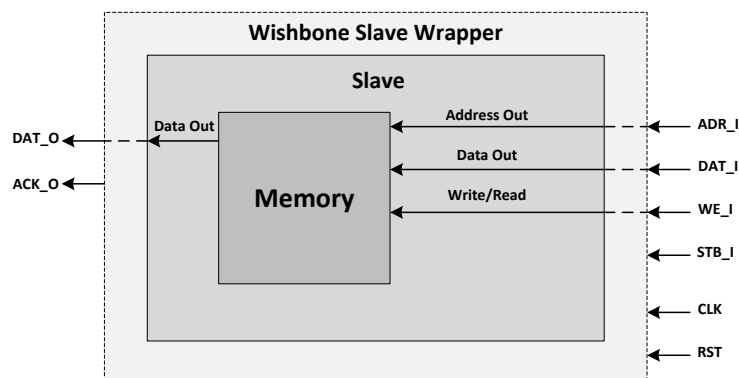 Wishbone Slave Wrapper
Slave
Data Out
Address Out
ADR_I
DAT_O
Data Out
DAT_I
ACK_O
Memory
Write/Read
WE_I
STB_I
CLK
RST